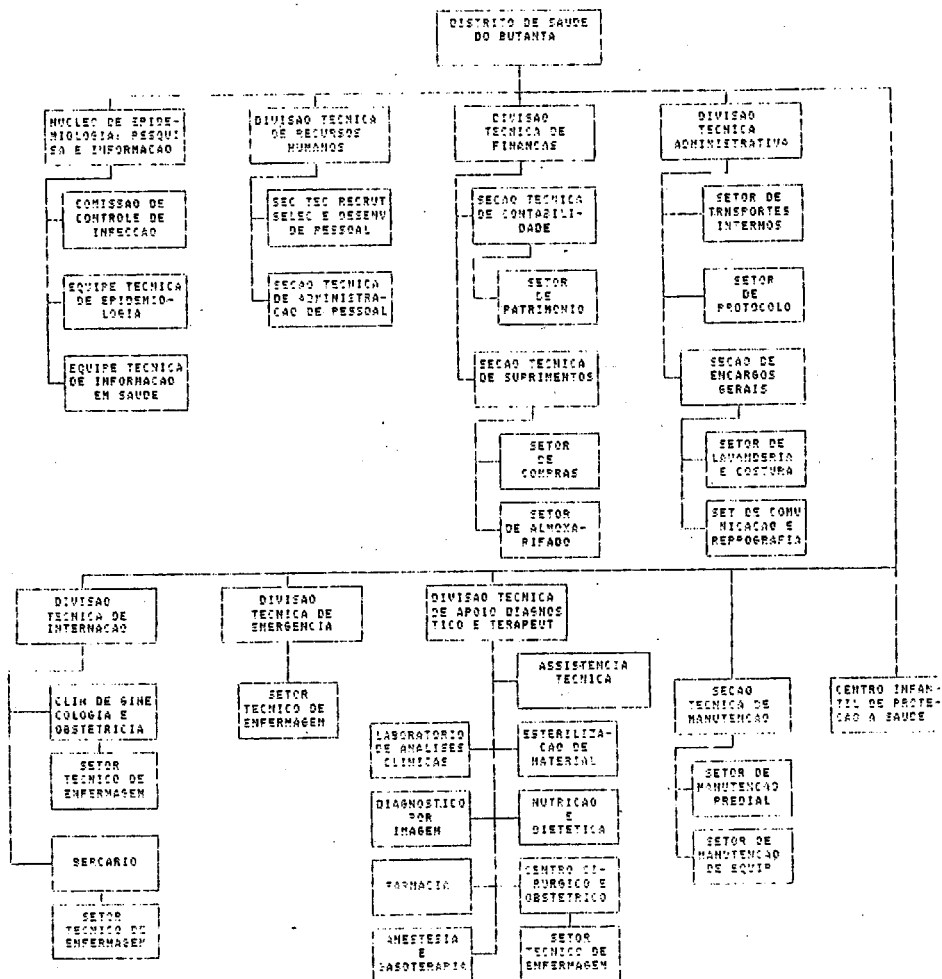 DISTRITO DE SAUDE
DO BUTANTA
NUCLEO DE EPIDE-
MIOLOGIA: PESQUI
SA E INFORMACAO
DIVISAO TECNICA
DE RECURSOS
HUMANOS
DIVISAO
TECNICA DE
FINANCAS
DIVISAO
TECNICA
ADMINISTRATIVA
COMISSAO DE
CONTROLE DE
INFECCAO
SEC TEC RECRUT
SELEC E DESENV
DE PESSOAL
SECAO TECNICA
DE CONTABILI-
DADE
SETOR DE
TRNSPORTES
INTERNOS
EQUIPE TECNICA
DE EPIDEMIO-
LOGIA
SECAO TECNICA
DE ADMINISTRA-
CAO DE PESSOAL
SETOR
DE
PATRIMONIO
SETOR
DE
PROTOCOLO
EQUIPE TECNICA
DE INFORMACAO
EM SAUDE
SECAO TECNICA
DE SUPRIMENTOS
SECAO DE
ENCARGOS
GERAIS
SETOR
DE
COMPRAS
SETOR DE
LAVANDERIA
E COSTURA
SETOR
DE ALMOXA-
RIFADO
SET DE COMU
NICACAO E
REPROGRAFIA
DIVISAO
TECNICA DE
INTERNACAO
DIVISAO
TECNICA DE
EMERGENCIA
DIVISAO TECNICA
DE APOIO DIAGNOS
TICO E TERAPEUT
ASSISTENCIA
TECNICA
CLIN DE GINE
COLOGIA E
OBSTETRICIA
SETOR
TECNICO DE
ENFERMAGEM
SECAO
TECNICA DE
MANUTENCAO
CENTRO INFAN-
TIL DE PROTE-
CAO A SAUDE
LABORATORIO
DE ANALISES
CLINICAS
ESTERILIZA-
CAO DE
MATERIAL
SETOR
TECNICO DE
ENFERMAGEM
SETOR DE
MANUTENCAO
PREDIAL
DIAGNOSTICO
POR
IMAGEM
NUTRICAO
E
DIETETICA
SETOR DE
MANUTENCAO
DE EQUIP
BERCARIO
FARMACIA
CENTRO CI-
RURGICO E
OBSTETRICO
SETOR
TECNICO DE
ENFERMAGEM
ANESTESIA
E
GASOTERAPIA
SETOR
TECNICO DE
ENFERMAGEM